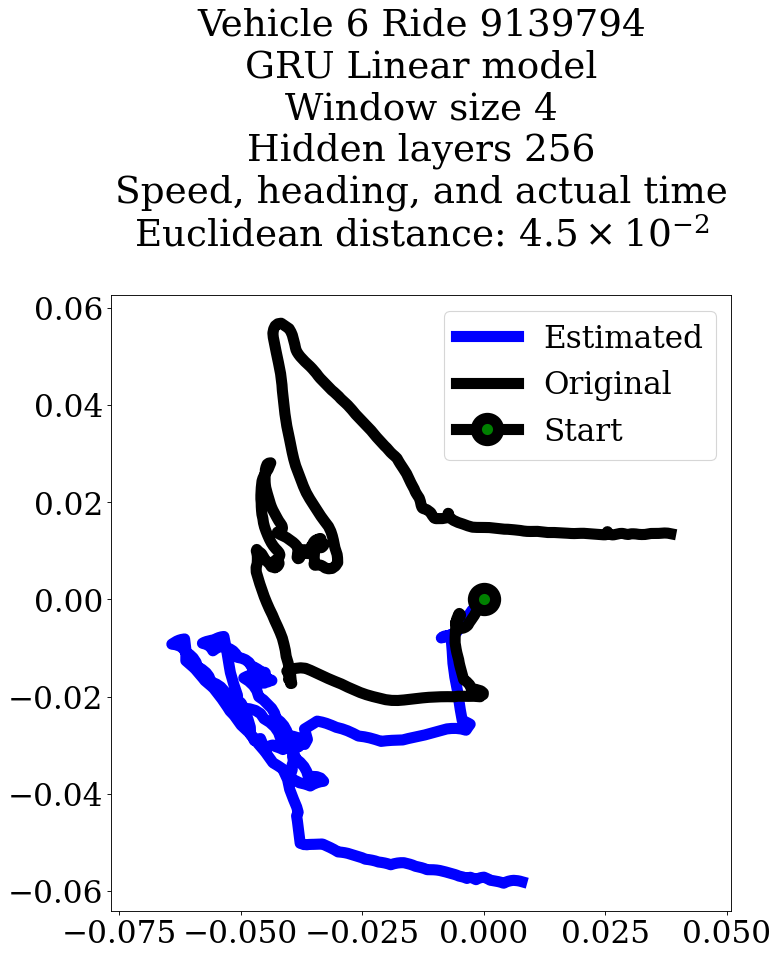 Vehicle 6 Ride 9139794
GRU Linear model
Window size 4
Hidden layers 256
Speed, heading, and actual time
Euclidean distance: 4.5 × 10⁻²
Estimated
Original
Start
0.06
0.04
0.02
0.00
−0.02
−0.04
−0.06
−0.075 −0.050 −0.025 0.000 0.025 0.050